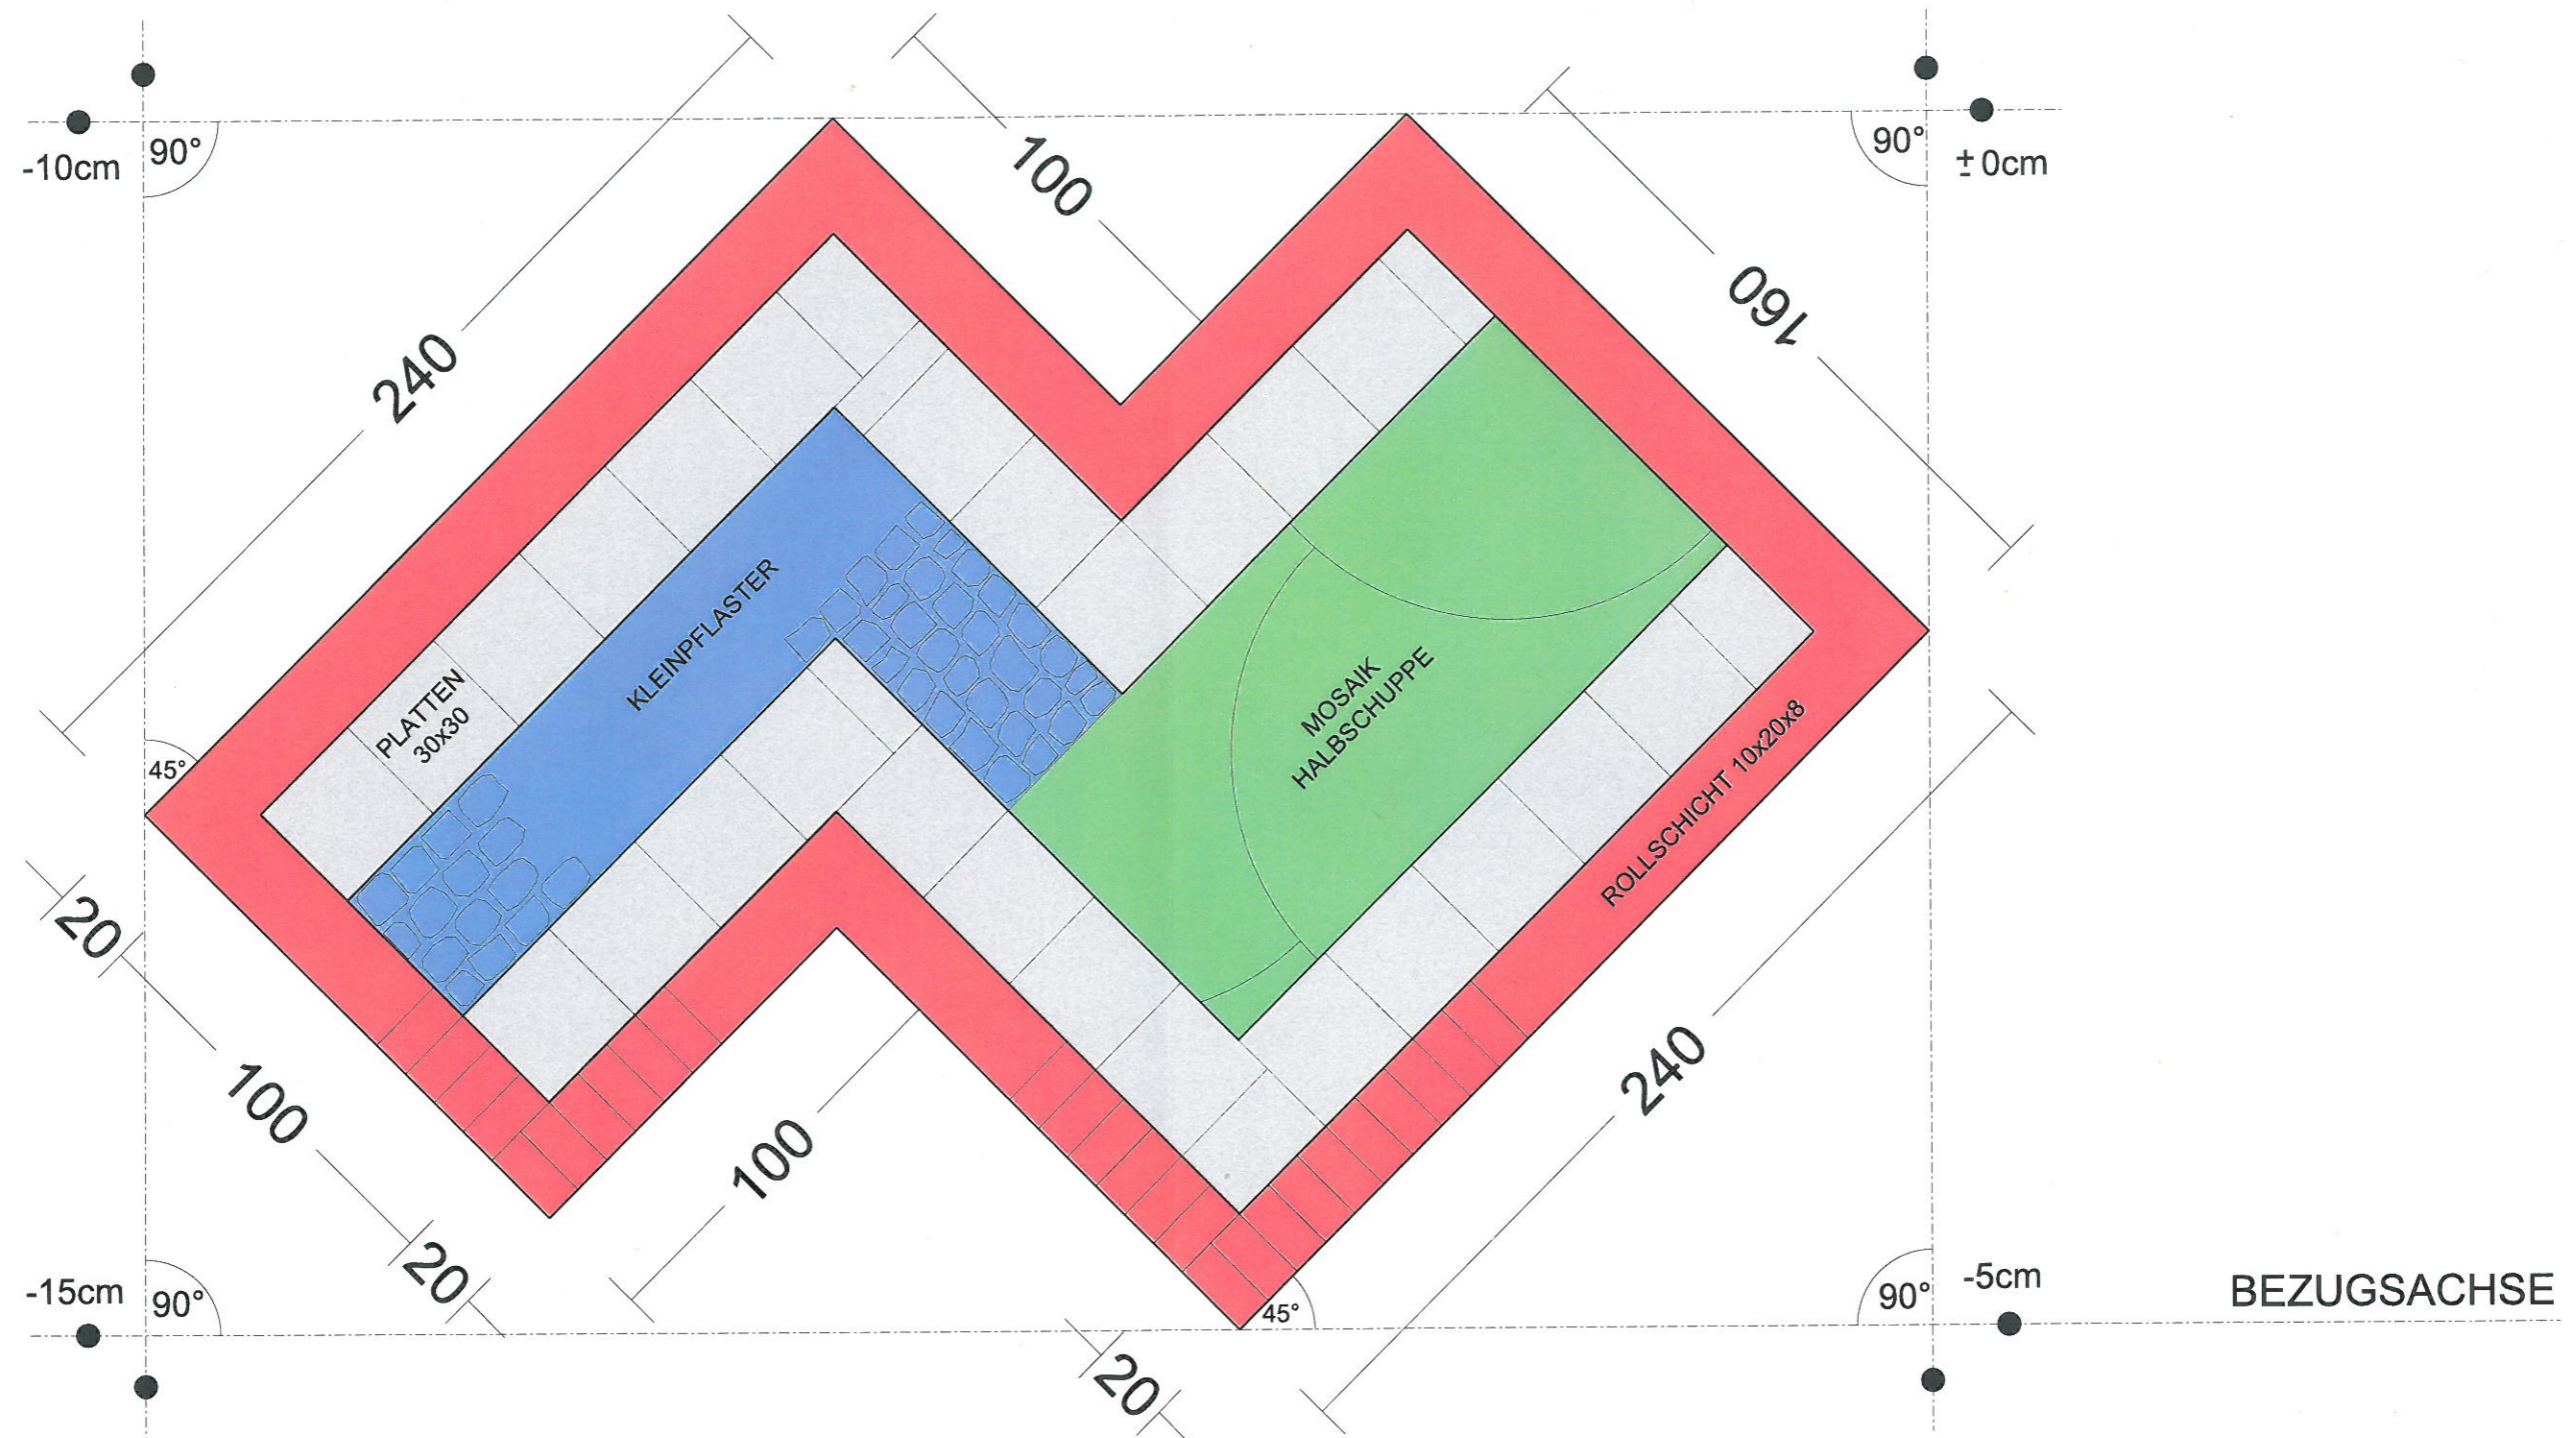 -10cm
90°
90°
± 0cm
100
160
240
45°
PLATTEN
30x30
KLEINPFLASTER
MOSAIK
HALBSCHUPPE
ROLLSCHICHT 10x20x8
20
100
20
100
240
-15cm
90°
45°
20
90°
-5cm
BEZUGSACHSE